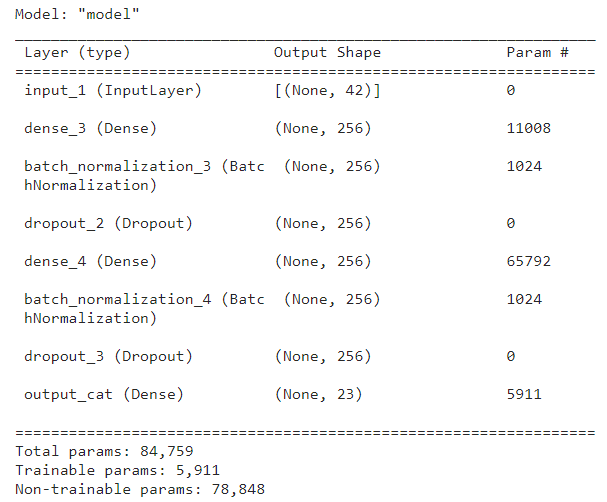 Model: "model"
Layer (type) Output Shape Param #
input_1 (InputLayer) [(None, 42)] 0
dense_3 (Dense) (None, 256) 11008
batch_normalization_3 (Batc (None, 256) 1024
hNormalization)
dropout_2 (Dropout) (None, 256) 0
dense_4 (Dense) (None, 256) 65792
batch_normalization_4 (Batc (None, 256) 1024
hNormalization)
dropout_3 (Dropout) (None, 256) 0
output_cat (Dense) (None, 23) 5911
Total params: 84,759
Trainable params: 5,911
Non-trainable params: 78,848